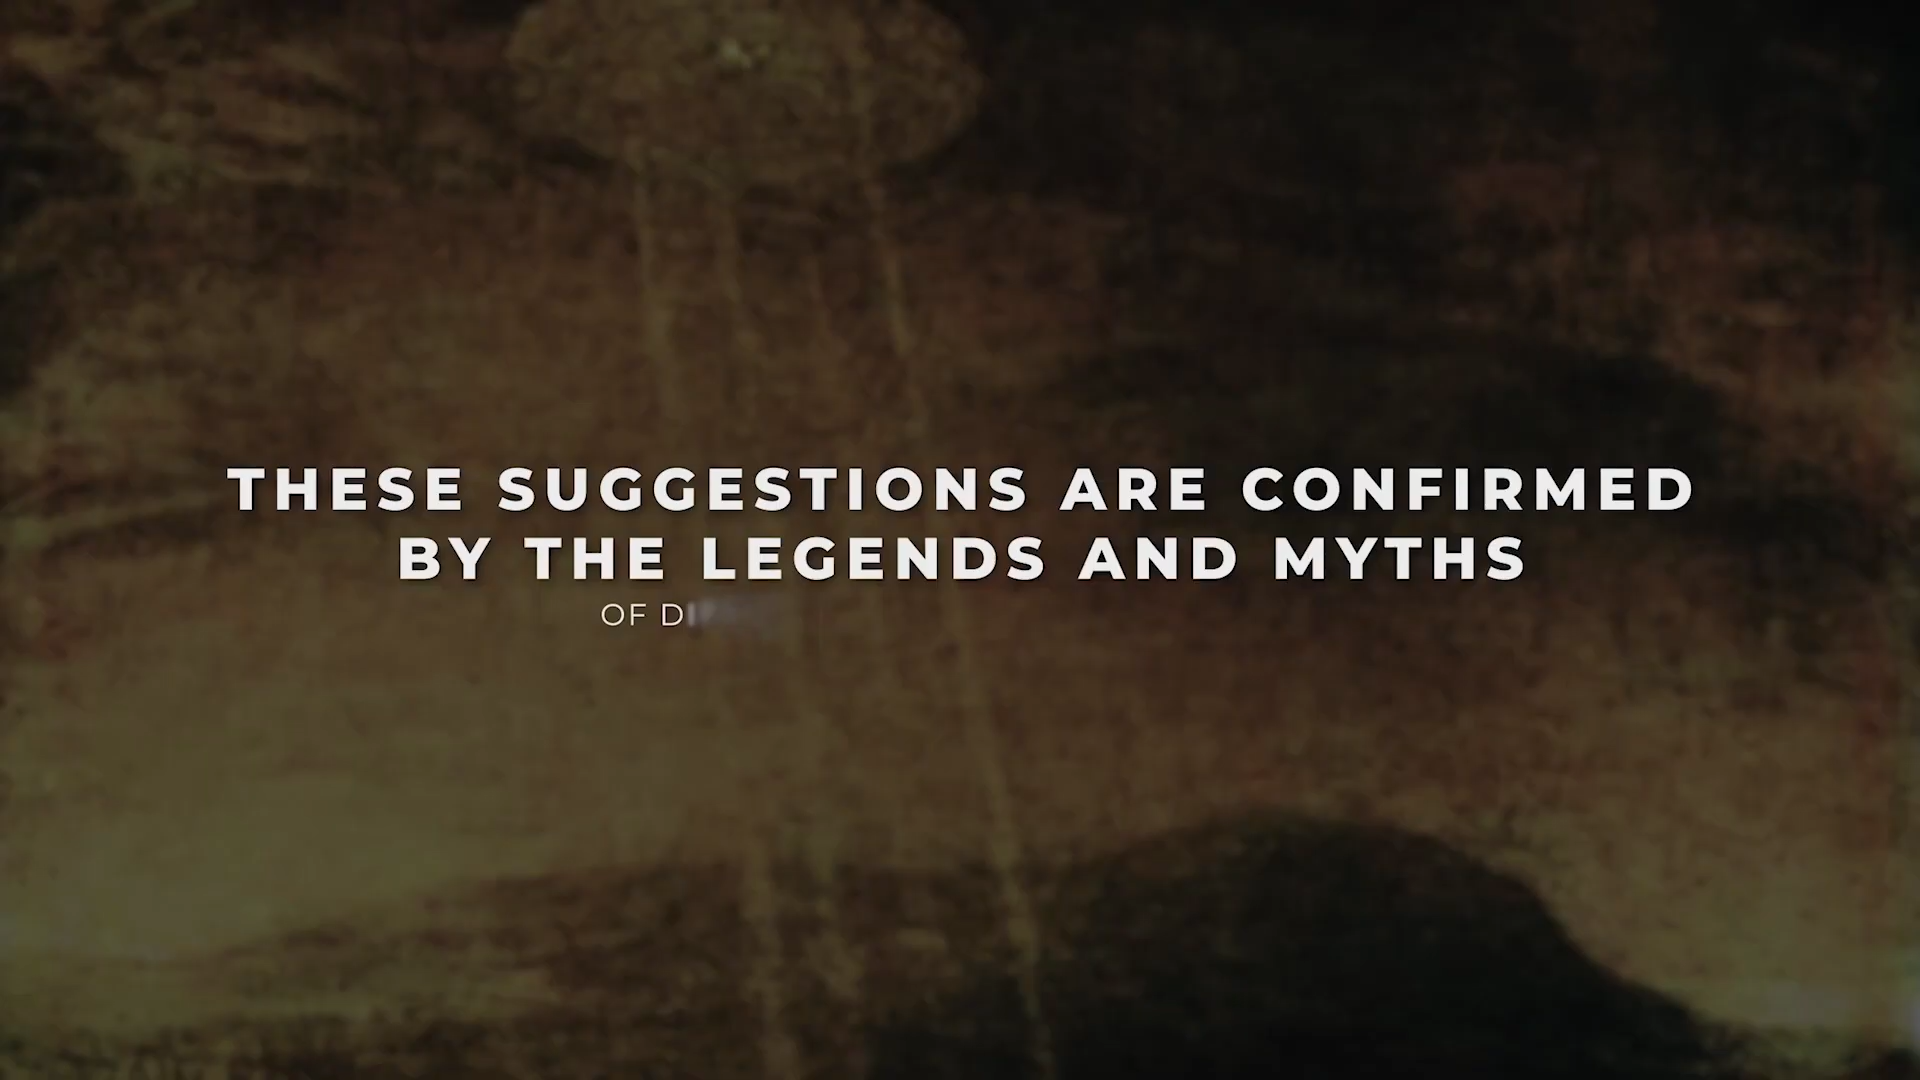 THESE SUGGESTIONS ARE CONFIRMED
BY THE LEGENDS AND MYTHS
OF